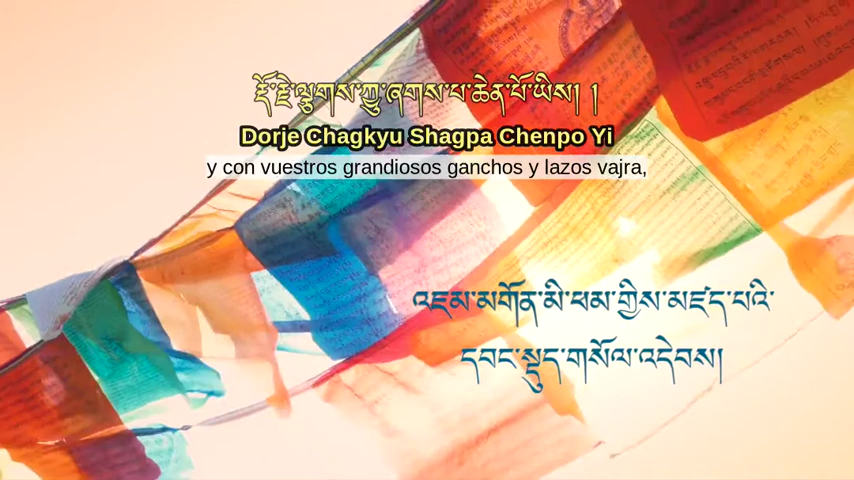 རྡོ་རྗེ་ལྕགས་ཀྱུ་ཞགས་པ་ཆེན་པོ་ཡིས། །
Dorje Chagkyu Shagpa Chenpo Yi
y con vuestros grandiosos ganchos y lazos vajra,
འཇམ་མགོན་མི་ཕམ་གྱིས་མཛད་པའི་
དབང་སྡུད་གསོལ་འདེབས།